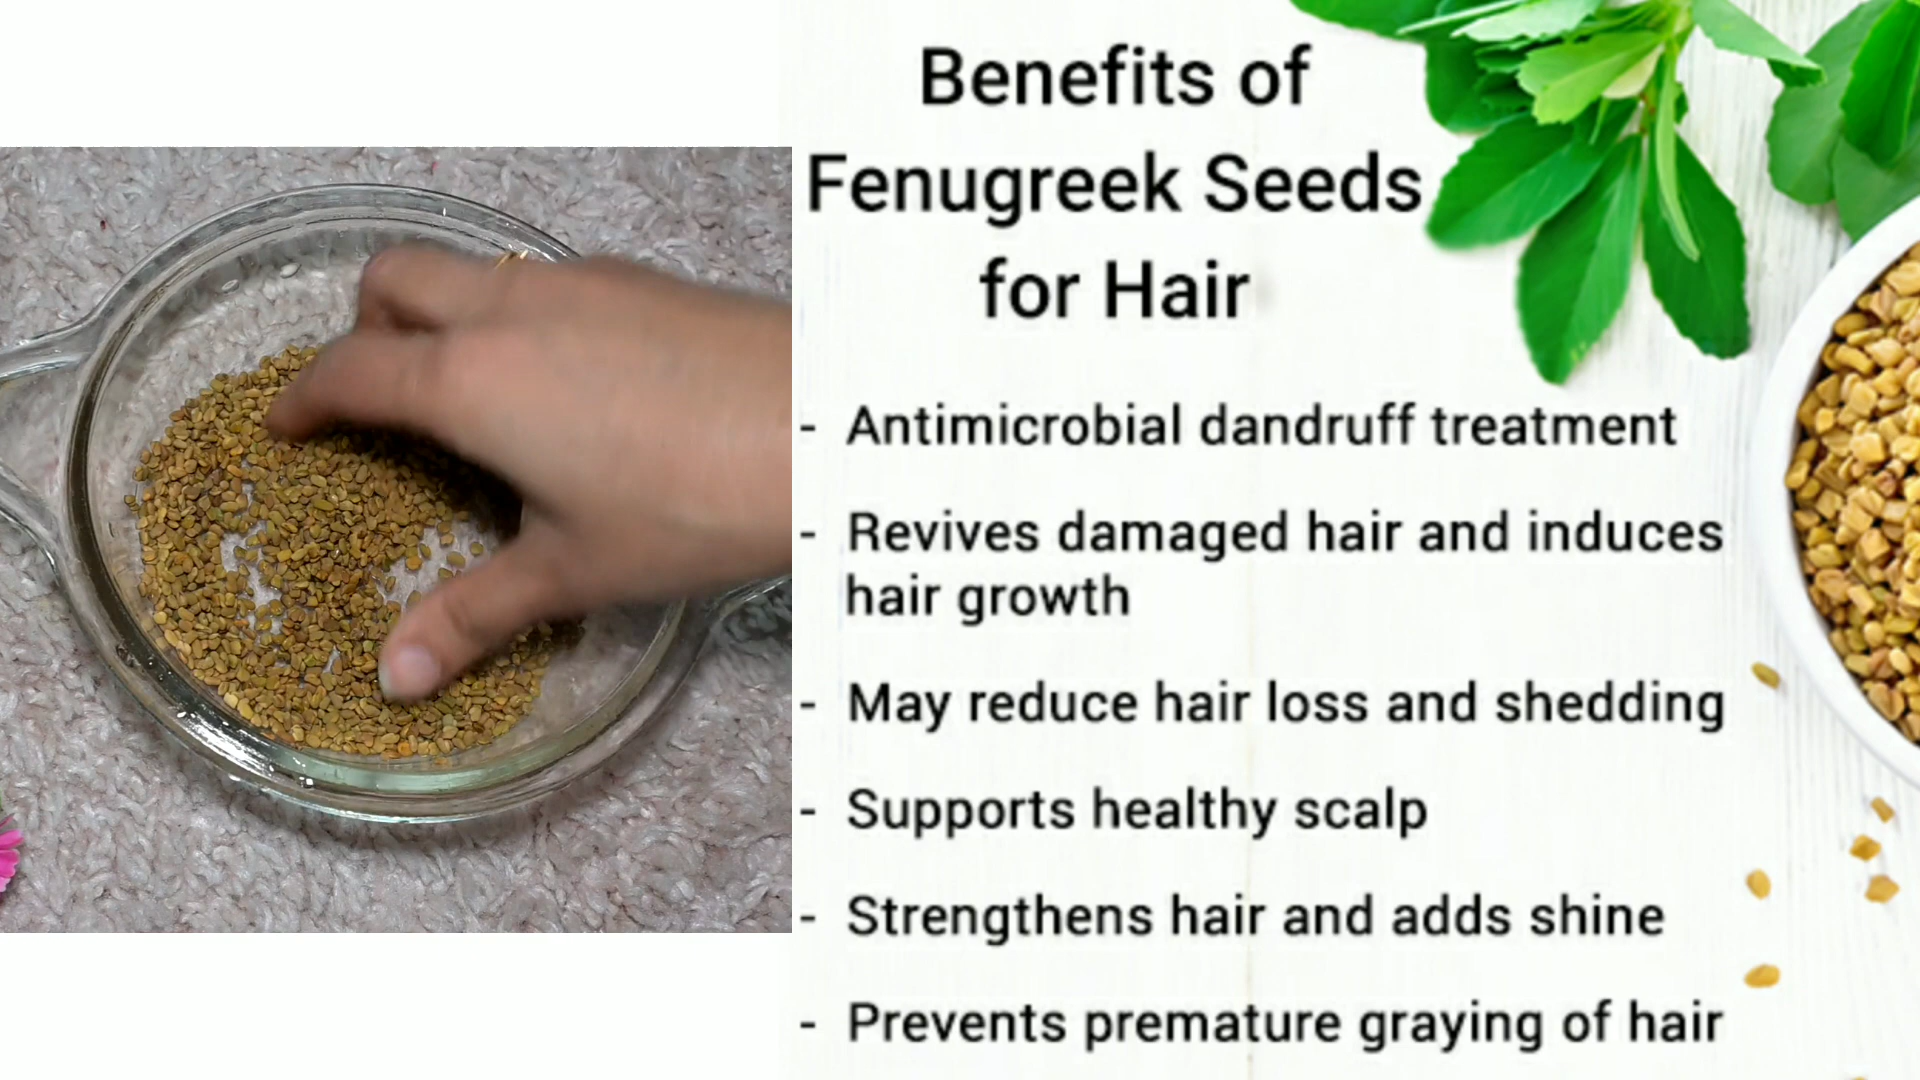 Benefits of
Fenugreek Seeds
for Hair
- Antimicrobial dandruff treatment
- Revives damaged hair and induces
hair growth
- May reduce hair loss and shedding
- Supports healthy scalp
- Strengthens hair and adds shine
- Prevents premature graying of hair